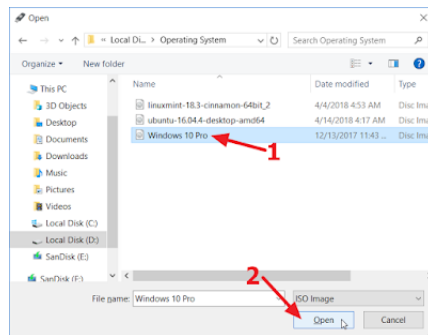 Open
« Local Di... > Operating System
Search Operating System
Organize
New folder
This PC
3D Objects
Desktop
Documents
Downloads
Music
Pictures
Videos
Local Disk (C:)
Local Disk (D:)
SanDisk (E:)
SanDisk (E:)
Name
Date modified
Type
linuxmint-18.3-cinnamon-64bit_2
4/4/2018 4:53 AM
Disc Ima
ubuntu-16.04.4-desktop-amd64
4/14/2018 4:17 AM
Disc Ima
Windows 10 Pro
12/13/2017 11:43 ...
Disc Ima
1
2
File name:
Windows 10 Pro
ISO Image
Open
Cancel